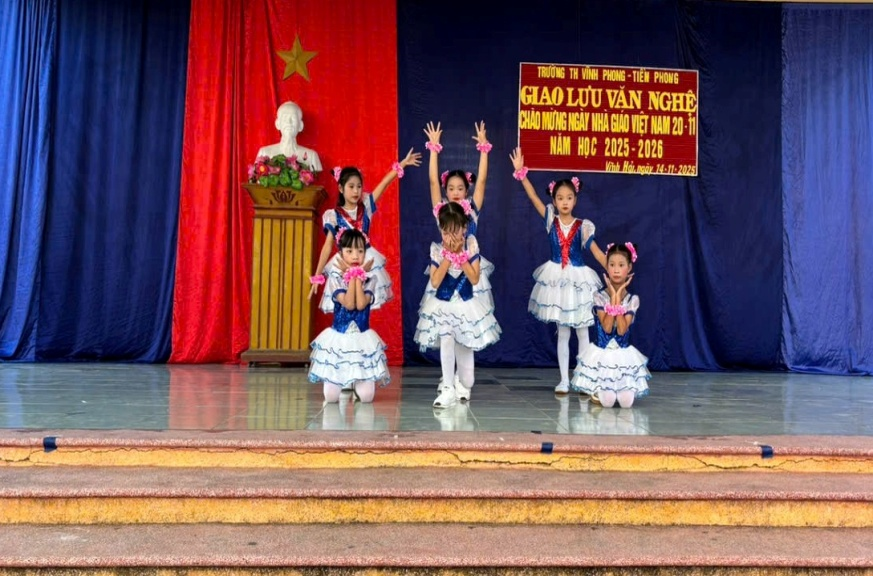 TRƯỜNG TH VĨNH PHONG - TIỀN PHONG
GIAO LƯU VĂN NGHỆ
CHÀO MỪNG NGÀY NHÀ GIÁO VIỆT NAM 20-11
NĂM HỌC 2025-2026
Vĩnh Hải, ngày 14-11-2025